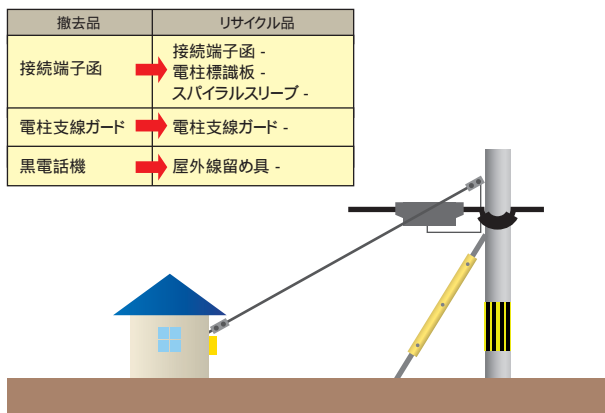 撤去品 リサイクル品
接続端子函 接続端子函 -
電柱標識板 -
スパイラルスリーブ -
電柱支線ガード 電柱支線ガード -
黒電話機 屋外線留め具 -